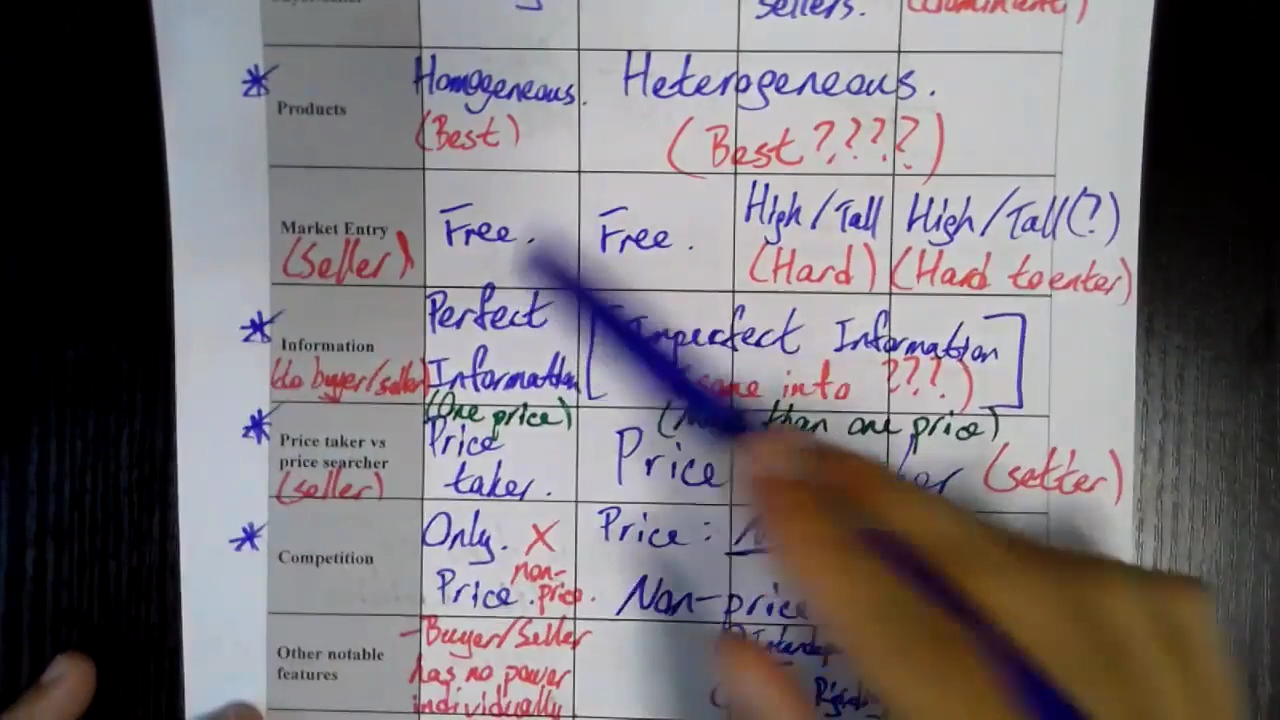 sellers.
Products
Homogeneous.
(Best)
Heterogeneous.
(Best????)
Market Entry
(Seller)
Free.
Free.
High/Tall
(Hard)
High/Tall(?)
(Hard to enter)
Information
(to buyer/seller)
Perfect
Information
(One price)
Imperfect Information
???)
than one price)
Price taker vs
price searcher
(seller)
Price
taker.
Price
(setter)
Competition
Only. X
non-
Price. price.
Price:
Non-price
Other notable
features
-Buyer/Seller
has no power
individually